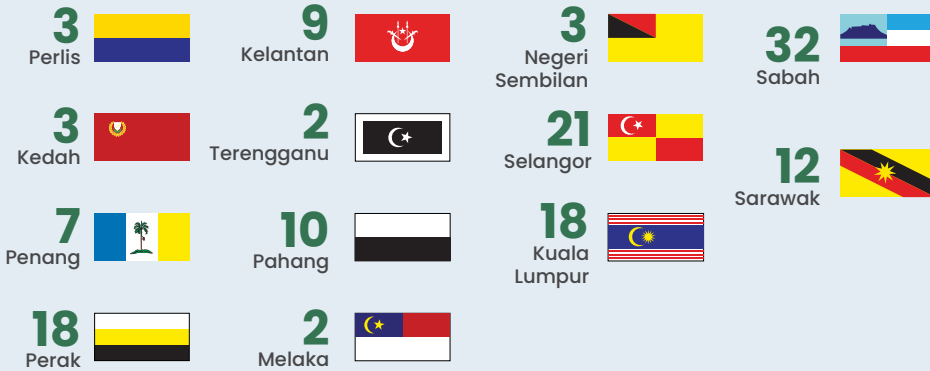 3
Perlis
3
Kedah
7
Penang
18
Perak
9
Kelantan
2
Terengganu
10
Pahang
2
Melaka
3
Negeri
Sembilan
21
Selangor
18
Kuala
Lumpur
32
Sabah
12
Sarawak